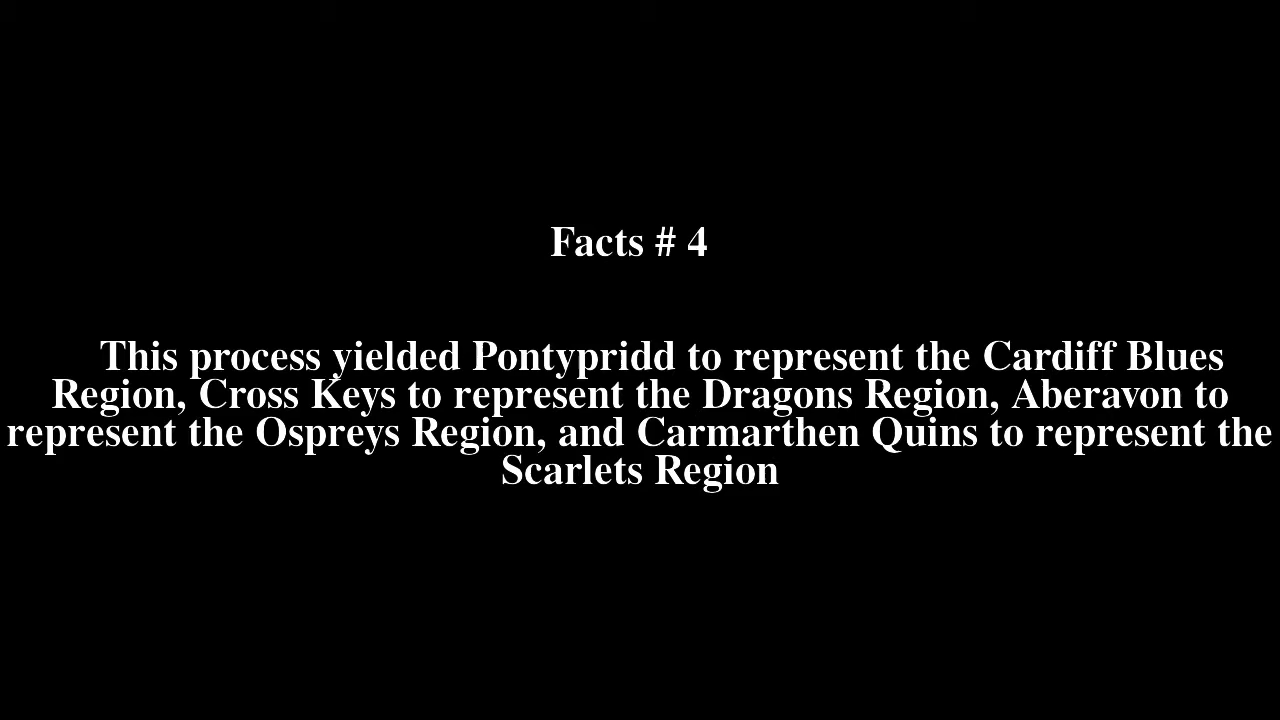 Facts # 4
This process yielded Pontypridd to represent the Cardiff Blues
Region, Cross Keys to represent the Dragons Region, Aberavon to
represent the Ospreys Region, and Carmarthen Quins to represent the
Scarlets Region